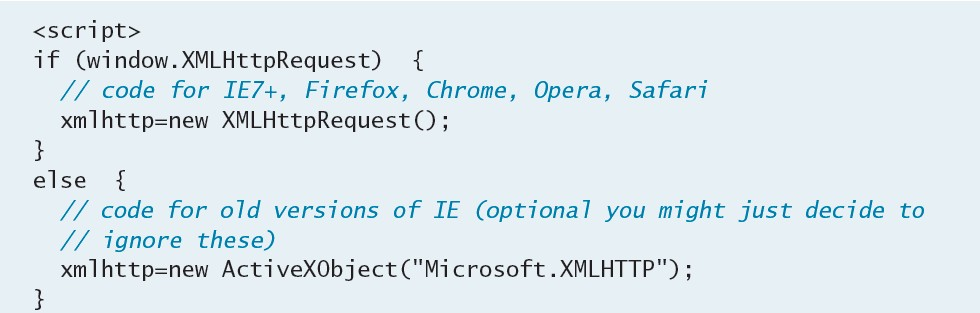 <script>
if (window.XMLHttpRequest)  {
  // code for IE7+, Firefox, Chrome, Opera, Safari
  xmlhttp=new XMLHttpRequest();
}
else  {
  // code for old versions of IE (optional you might just decide to
  // ignore these)
  xmlhttp=new ActiveXObject("Microsoft.XMLHTTP");
}